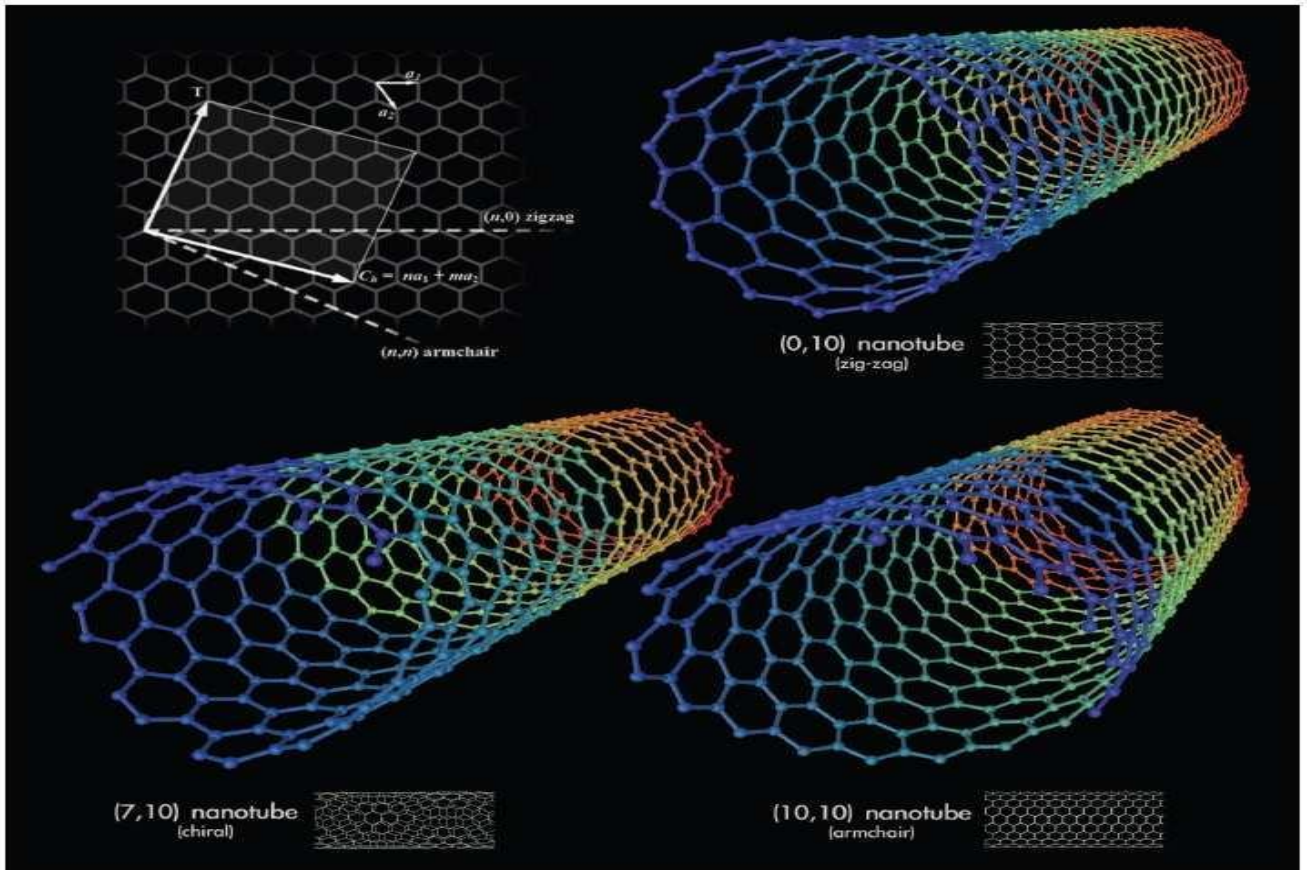 a₁
T
a₂
(n,0) zigzag
Cₕ = na₁ + ma₂
(n,n) armchair
(0,10) nanotube
(zig-zag)
(7,10) nanotube
(chiral)
(10,10) nanotube
(armchair)